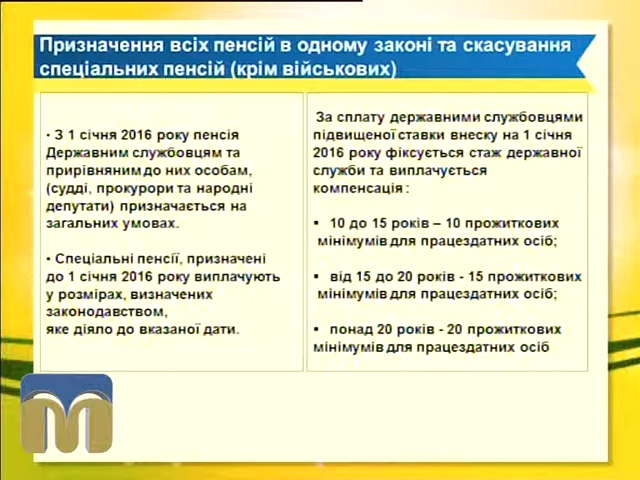 Призначення всіх пенсій в одному законі та скасування
спеціальних пенсій (крім військових)
• З 1 січня 2016 року пенсія
Державним службовцям та
прирівняним до них особам,
(судді, прокурори та народні
депутати) призначається на
загальних умовах.
• Спеціальні пенсії, призначені
до 1 січня 2016 року виплачують
у розмірах, визначених
законодавством,
яке діяло до вказаної дати.
За сплату державними службовцями
підвищеної ставки внеску на 1 січня
2016 року фіксується стаж державної
служби та виплачується
компенсація :
• 10 до 15 років – 10 прожиткових
мінімумів для працездатних осіб;
• від 15 до 20 років - 15 прожиткових
мінімумів для працездатних осіб;
• понад 20 років - 20 прожиткових
мінімумів для працездатних осіб